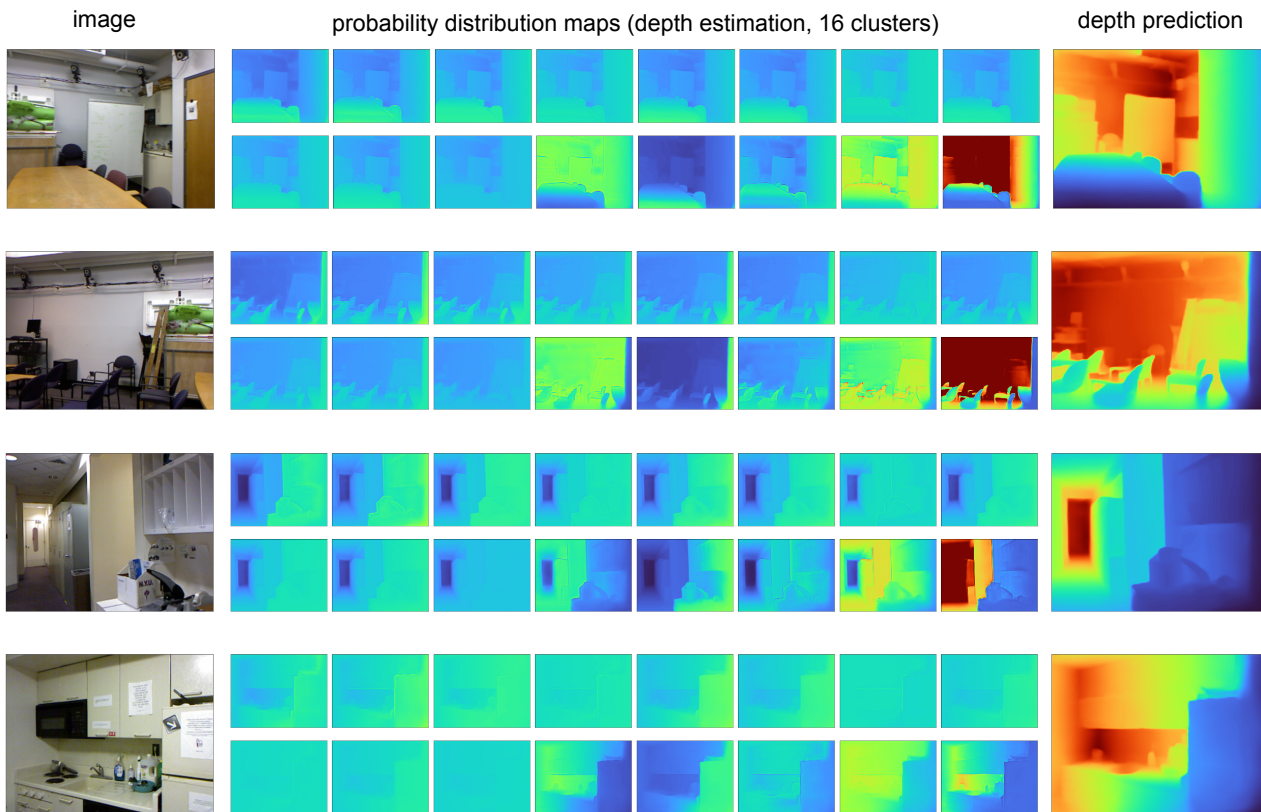 image
probability distribution maps (depth estimation, 16 clusters)
depth prediction
N.Y.U.